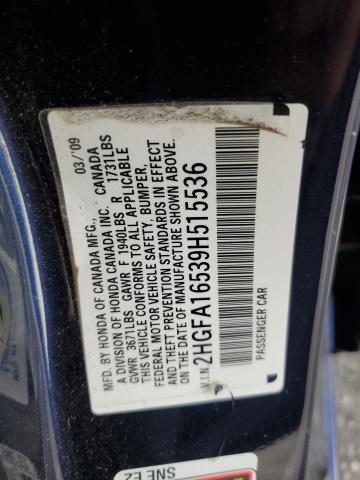 MFD. BY HONDA OF CANADA MFG., CANADA 03/'09
A DIVISION OF HONDA CANADA INC.
GVWR 3671LBS GAWR F 1940LBS R 1731LBS
THIS VEHICLE CONFORMS TO ALL APPLICABLE
FEDERAL MOTOR VEHICLE SAFETY, BUMPER,
AND THEFT PREVENTION STANDARDS IN EFFECT
ON THE DATE OF MANUFACTURE SHOWN ABOVE.
V.I.N. 2HGFA16539H515536
PASSENGER CAR